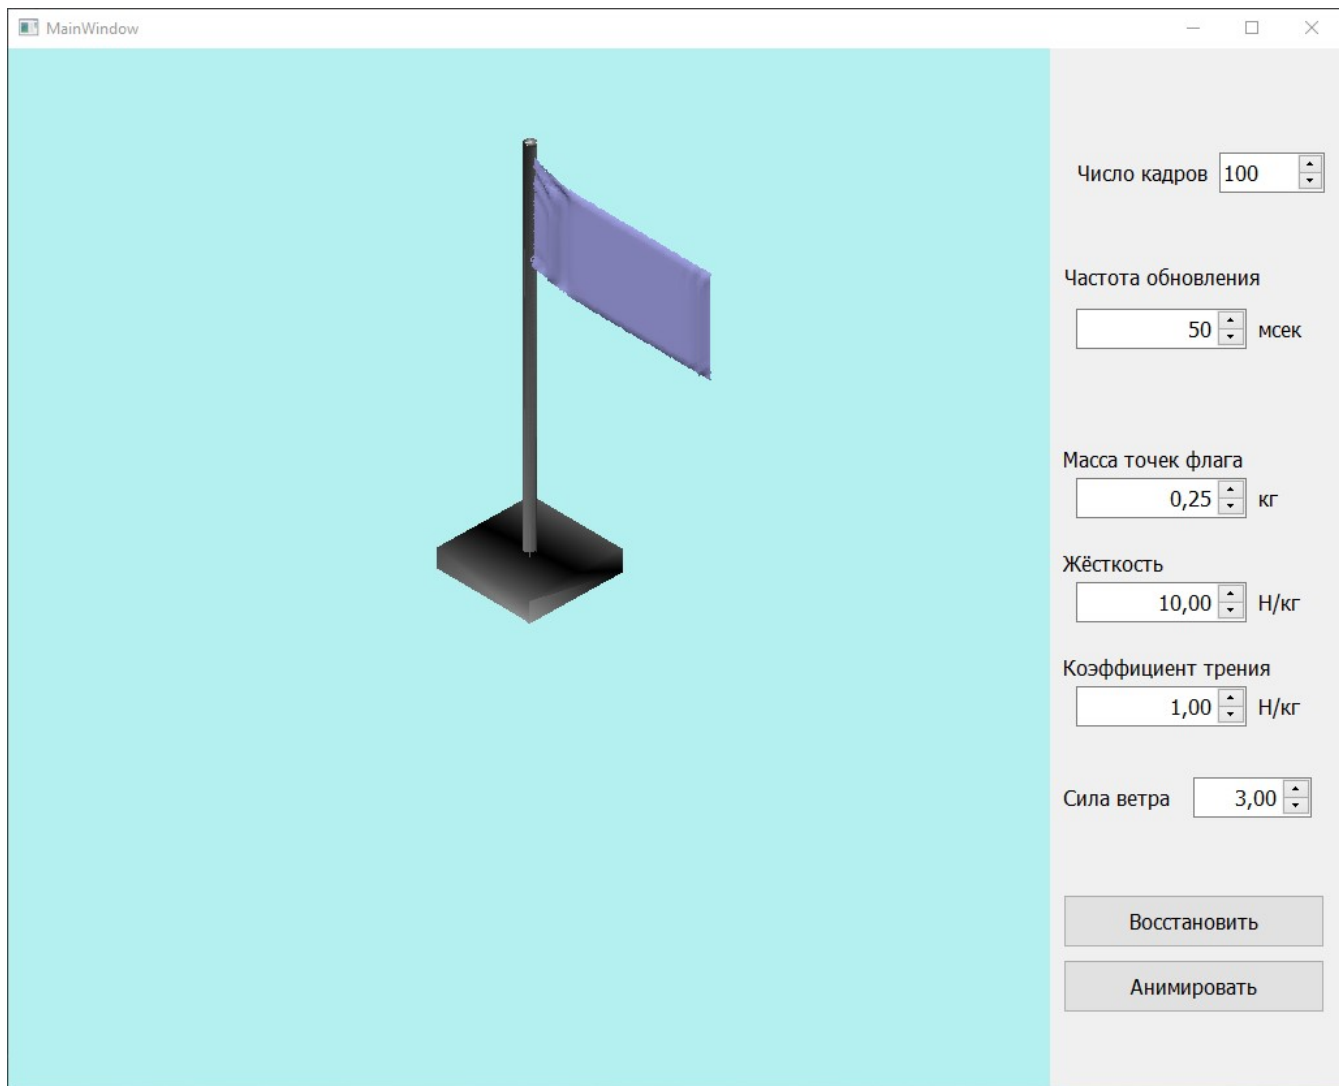 MainWindow
Число кадров 100
Частота обновления
50 мсек
Масса точек флага
0,25 кг
Жёсткость
10,00 Н/кг
Коэффициент трения
1,00 Н/кг
Сила ветра 3,00
Восстановить
Анимировать